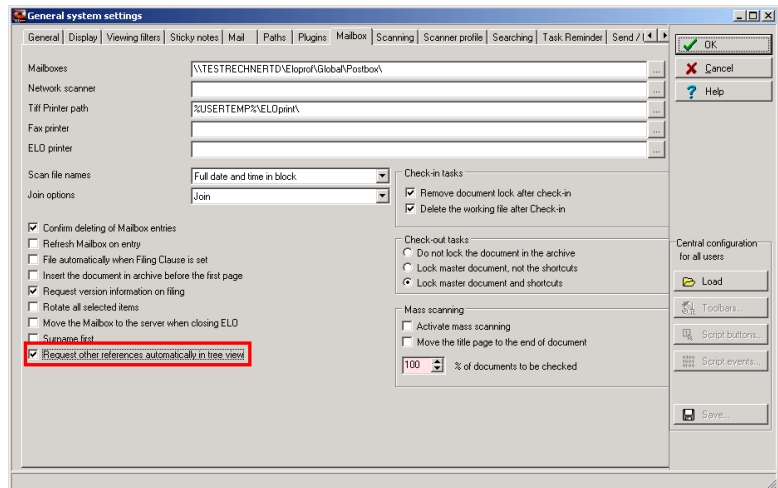 General system settings
General Display Viewing filters Sticky notes Mail Paths Plugins Mailbox Scanning Scanner profile Searching Task Reminder Send /
OK
Cancel
Help
Mailboxes \\TESTRECHNERTD\Eloprof\Global\Postbox\ ...
Network scanner ...
Tiff Printer path %USERTEMP%\ELOprint\ ...
Fax printer ...
ELO printer ...
Scan file names Full date and time in block
Join options Join
Confirm deleting of Mailbox entries
Refresh Mailbox on entry
File automatically when Filing Clause is set
Insert the document in archive before the first page
Request version information on filing
Rotate all selected items
Move the Mailbox to the server when closing ELO
Surname first
Request other references automatically in tree view
Check-in tasks
Remove document lock after check-in
Delete the working file after Check-in
Check-out tasks
Do not lock the document in the archive
Lock master document, not the shortcuts
Lock master document and shortcuts
Mass scanning
Activate mass scanning
Move the title page to the end of document
100 % of documents to be checked
Central configuration
for all users
Load
Toolbars...
Script buttons...
Script events...
Save...